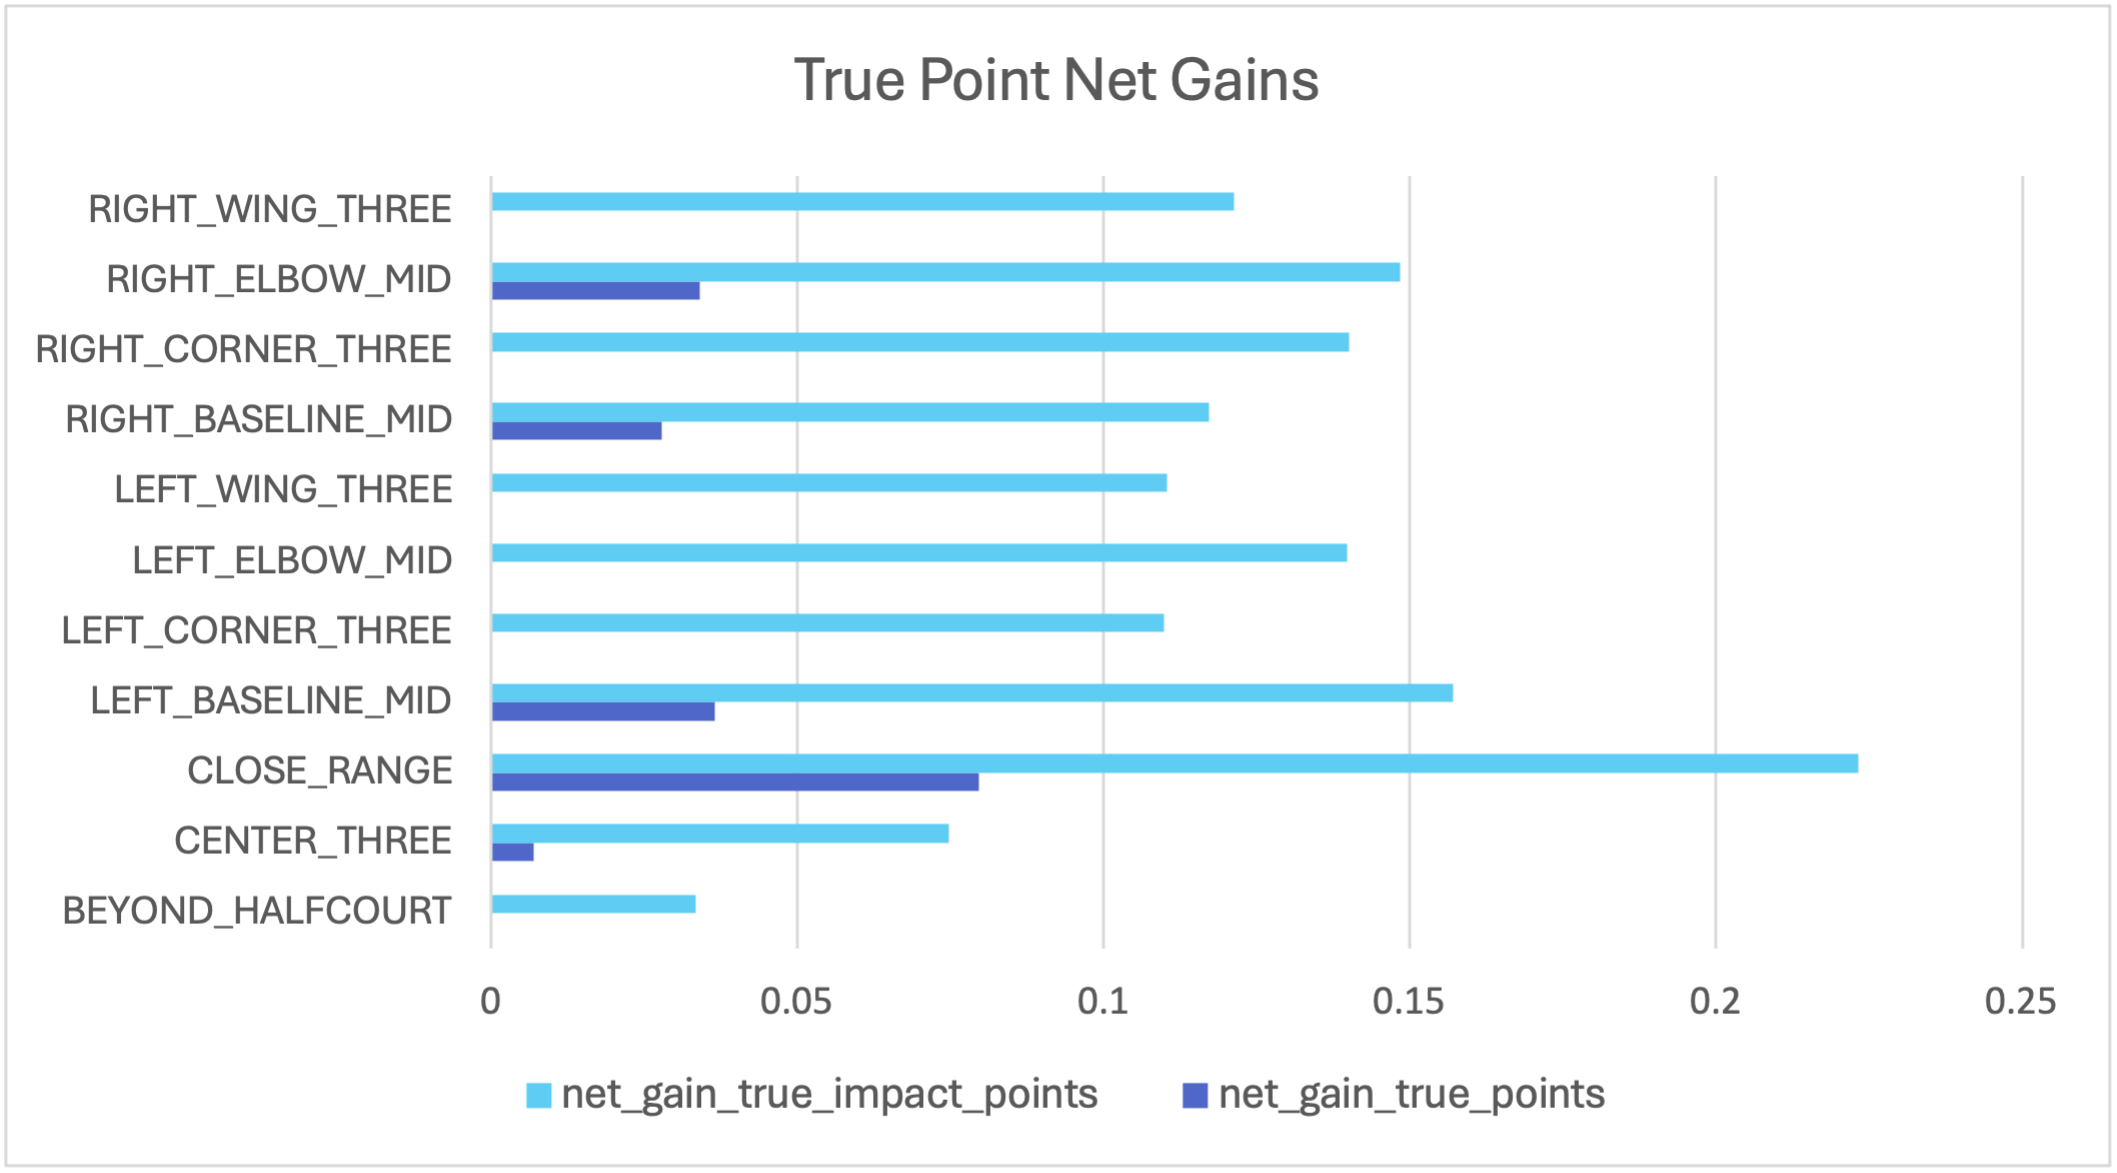 True Point Net Gains
RIGHT_WING_THREE
RIGHT_ELBOW_MID
RIGHT_CORNER_THREE
RIGHT_BASELINE_MID
LEFT_WING_THREE
LEFT_ELBOW_MID
LEFT_CORNER_THREE
LEFT_BASELINE_MID
CLOSE_RANGE
CENTER_THREE
BEYOND_HALFCOURT
0 0.05 0.1 0.15 0.2 0.25
net_gain_true_impact_points net_gain_true_points